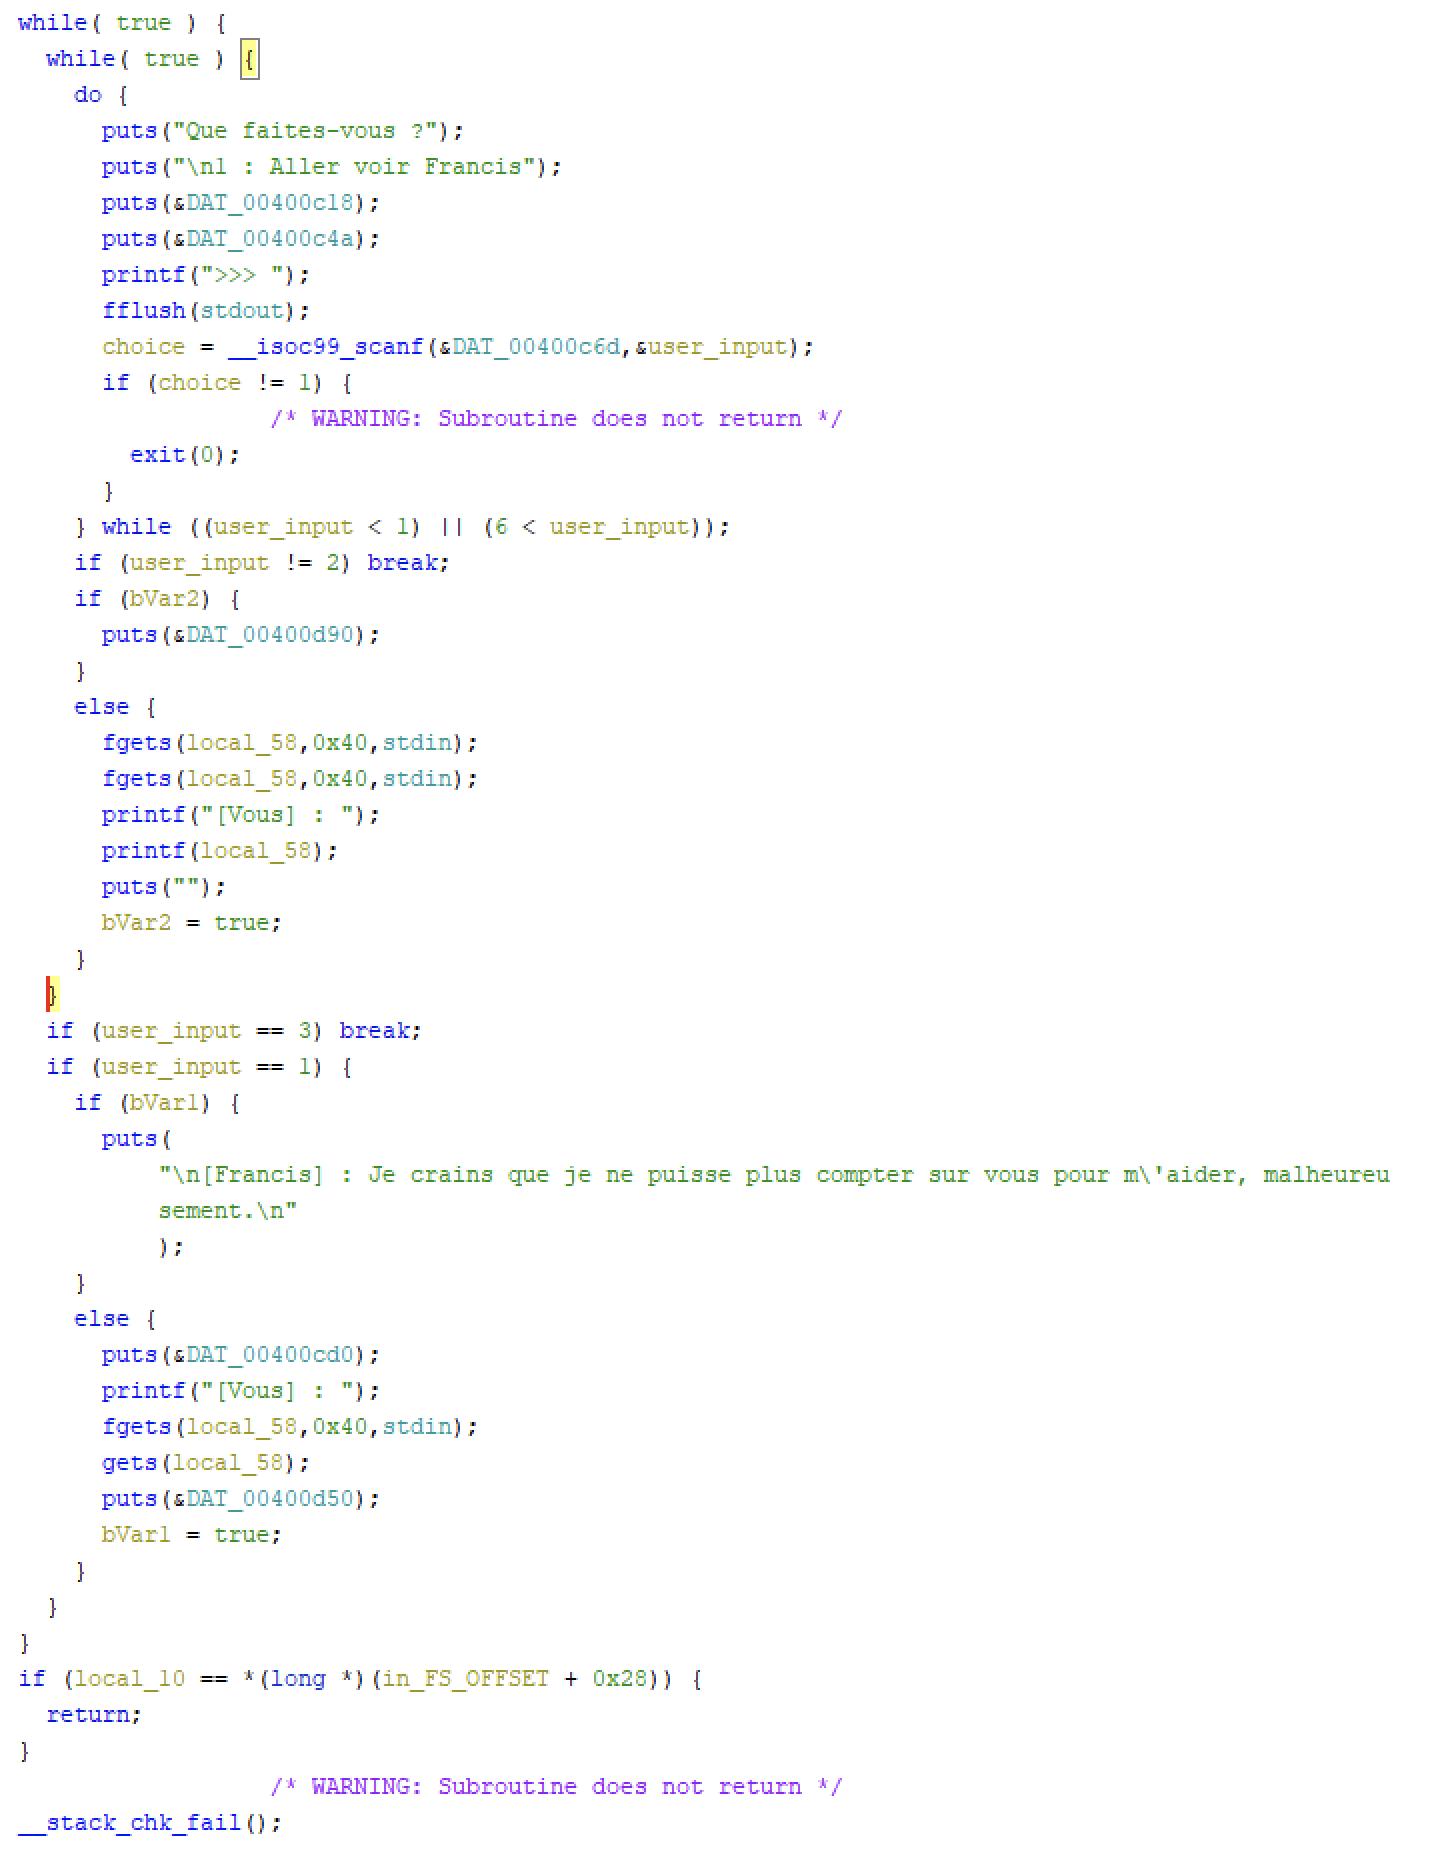 while( true ) {
while( true ) {
do {
puts("Que faites-vous ?");
puts("\n1 : Aller voir Francis");
puts(&DAT_00400c18);
puts(&DAT_00400c4a);
printf(">>> ");
fflush(stdout);
choice = __isoc99_scanf(&DAT_00400c6d,&user_input);
if (choice != 1) {
/* WARNING: Subroutine does not return */
exit(0);
}
} while ((user_input < 1) || (6 < user_input));
if (user_input != 2) break;
if (bVar2) {
puts(&DAT_00400d90);
}
else {
fgets(local_58,0x40,stdin);
fgets(local_58,0x40,stdin);
printf("[Vous] : ");
printf(local_58);
puts("");
bVar2 = true;
}
}
if (user_input == 3) break;
if (user_input == 1) {
if (bVar1) {
puts(
"\n[Francis] : Je crains que je ne puisse plus compter sur vous pour m\'aider, malheureu
sement.\n"
);
}
else {
puts(&DAT_00400cd0);
printf("[Vous] : ");
fgets(local_58,0x40,stdin);
gets(local_58);
puts(&DAT_00400d50);
bVar1 = true;
}
}
}
if (local_10 == *(long *)(in_FS_OFFSET + 0x28)) {
return;
}
/* WARNING: Subroutine does not return */
__stack_chk_fail();